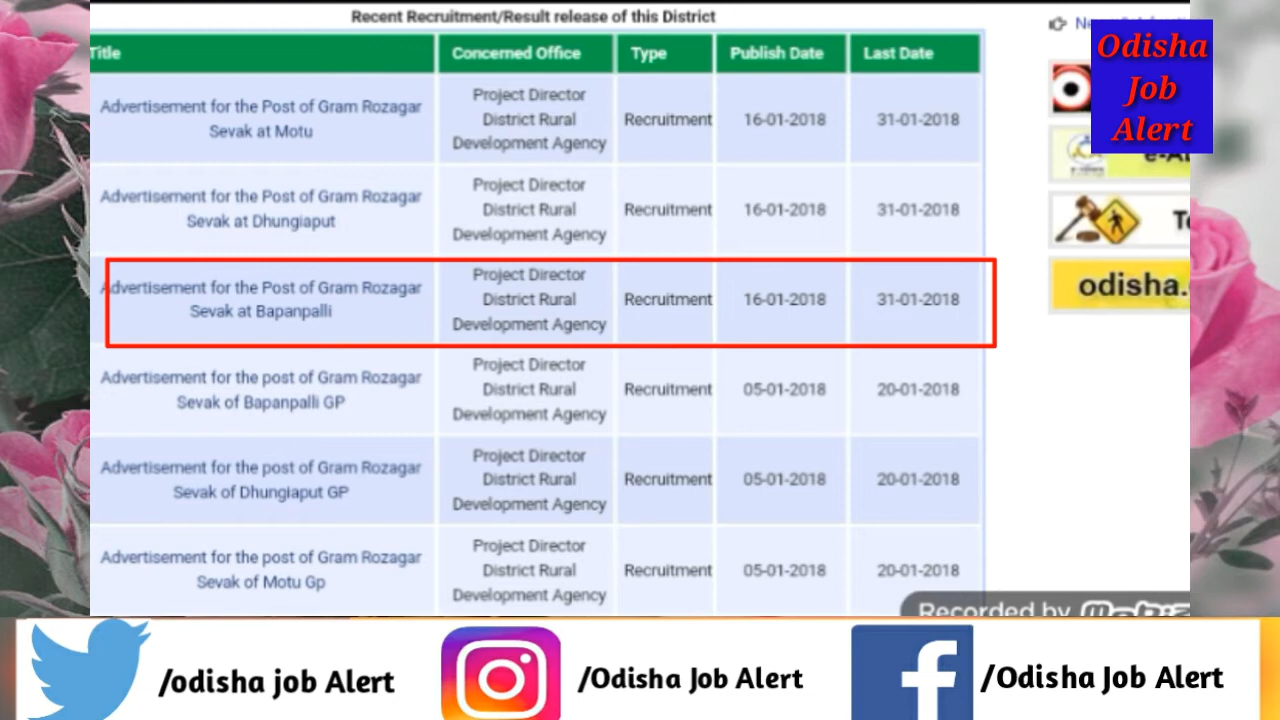 Recent Recruitment/Result release of this District
Title Concerned Office Type Publish Date Last Date
Advertisement for the Post of Gram Rozagar
Sevak at Motu
Project Director
District Rural
Development Agency
Recruitment 16-01-2018 31-01-2018
Advertisement for the Post of Gram Rozagar
Sevak at Dhungiaput
Project Director
District Rural
Development Agency
Recruitment 16-01-2018 31-01-2018
Advertisement for the Post of Gram Rozagar
Sevak at Bapanpalli
Project Director
District Rural
Development Agency
Recruitment 16-01-2018 31-01-2018
Advertisement for the post of Gram Rozagar
Sevak of Bapanpalli GP
Project Director
District Rural
Development Agency
Recruitment 05-01-2018 20-01-2018
Advertisement for the post of Gram Rozagar
Sevak of Dhungiaput GP
Project Director
District Rural
Development Agency
Recruitment 05-01-2018 20-01-2018
Advertisement for the post of Gram Rozagar
Sevak of Motu Gp
Project Director
District Rural
Development Agency
Recruitment 05-01-2018 20-01-2018
Odisha
Job
Alert
odisha.
Recorded by
/odisha job Alert
/Odisha Job Alert
/Odisha Job Alert